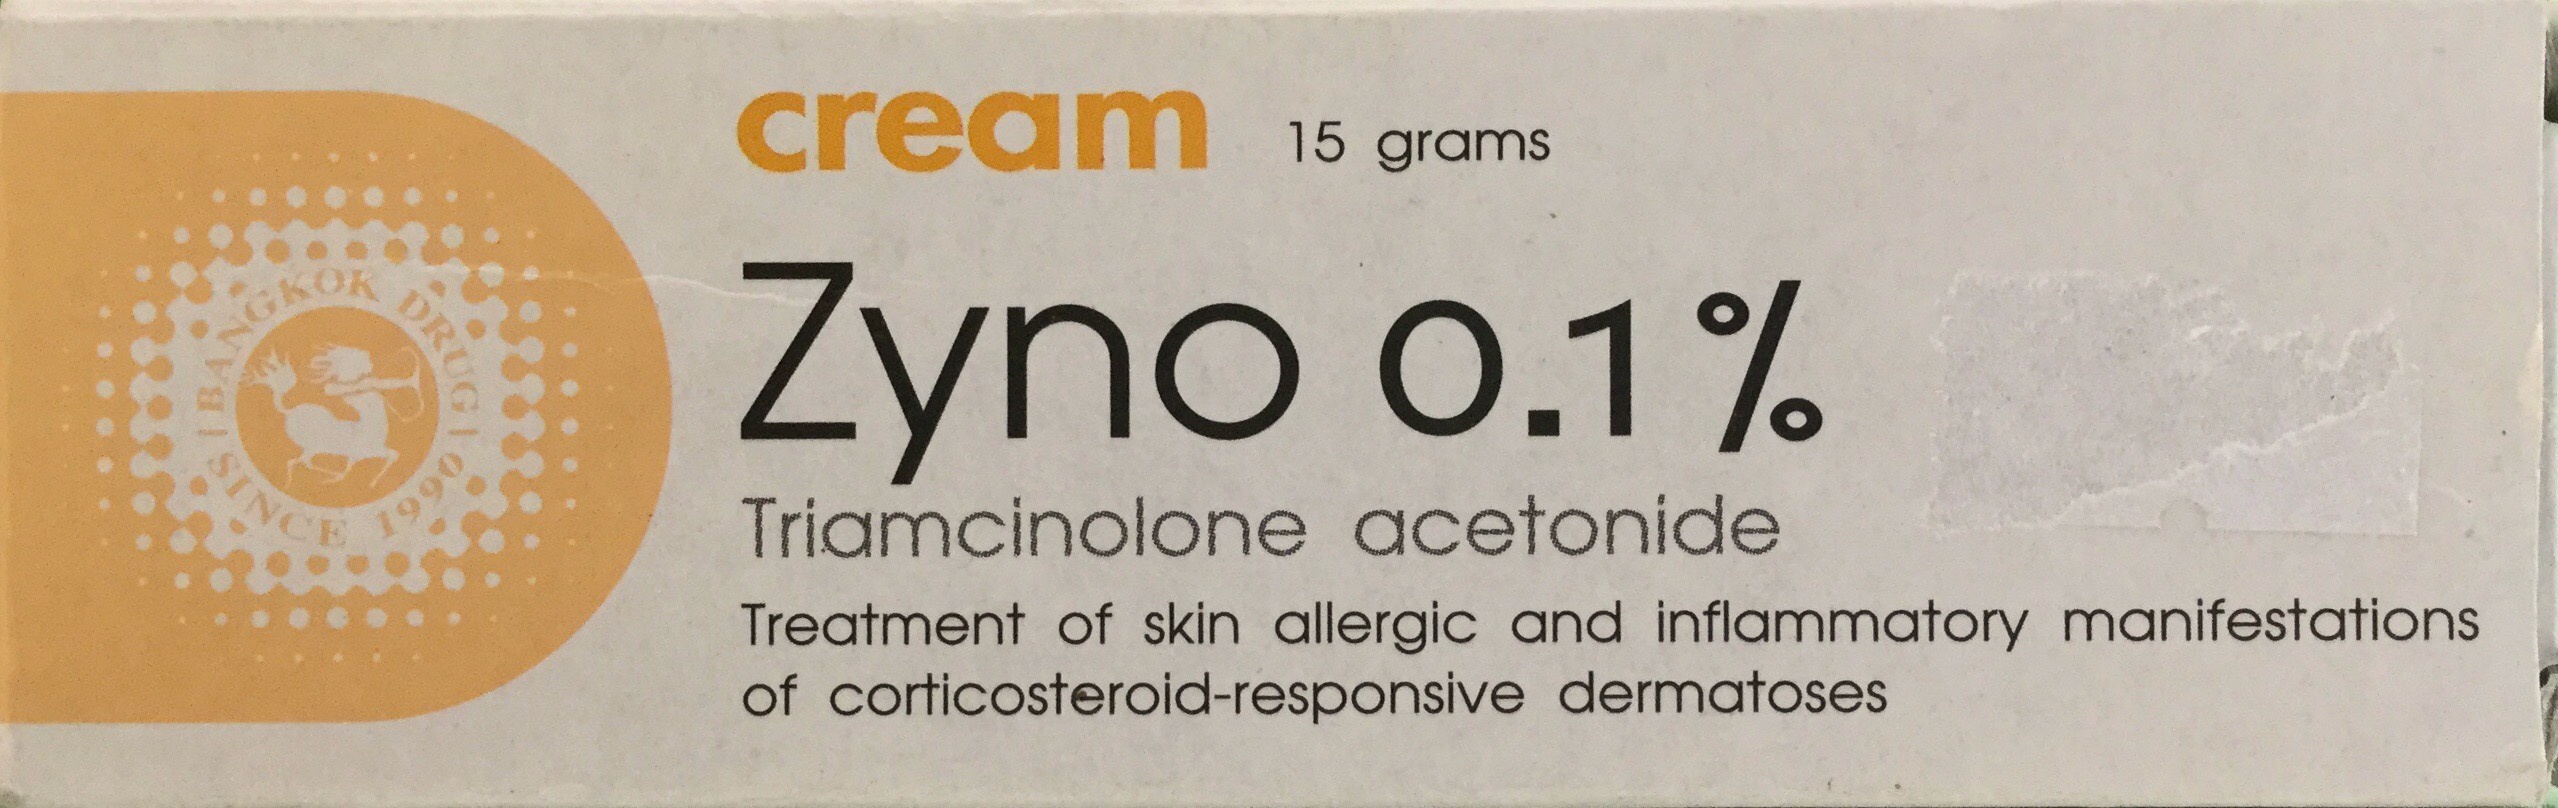 BANGKOK DRUG
SINCE 1990
cream 15 grams
Zyno 0.1%
Triamcinolone acetonide
Treatment of skin allergic and inflammatory manifestations
of corticosteroid-responsive dermatoses